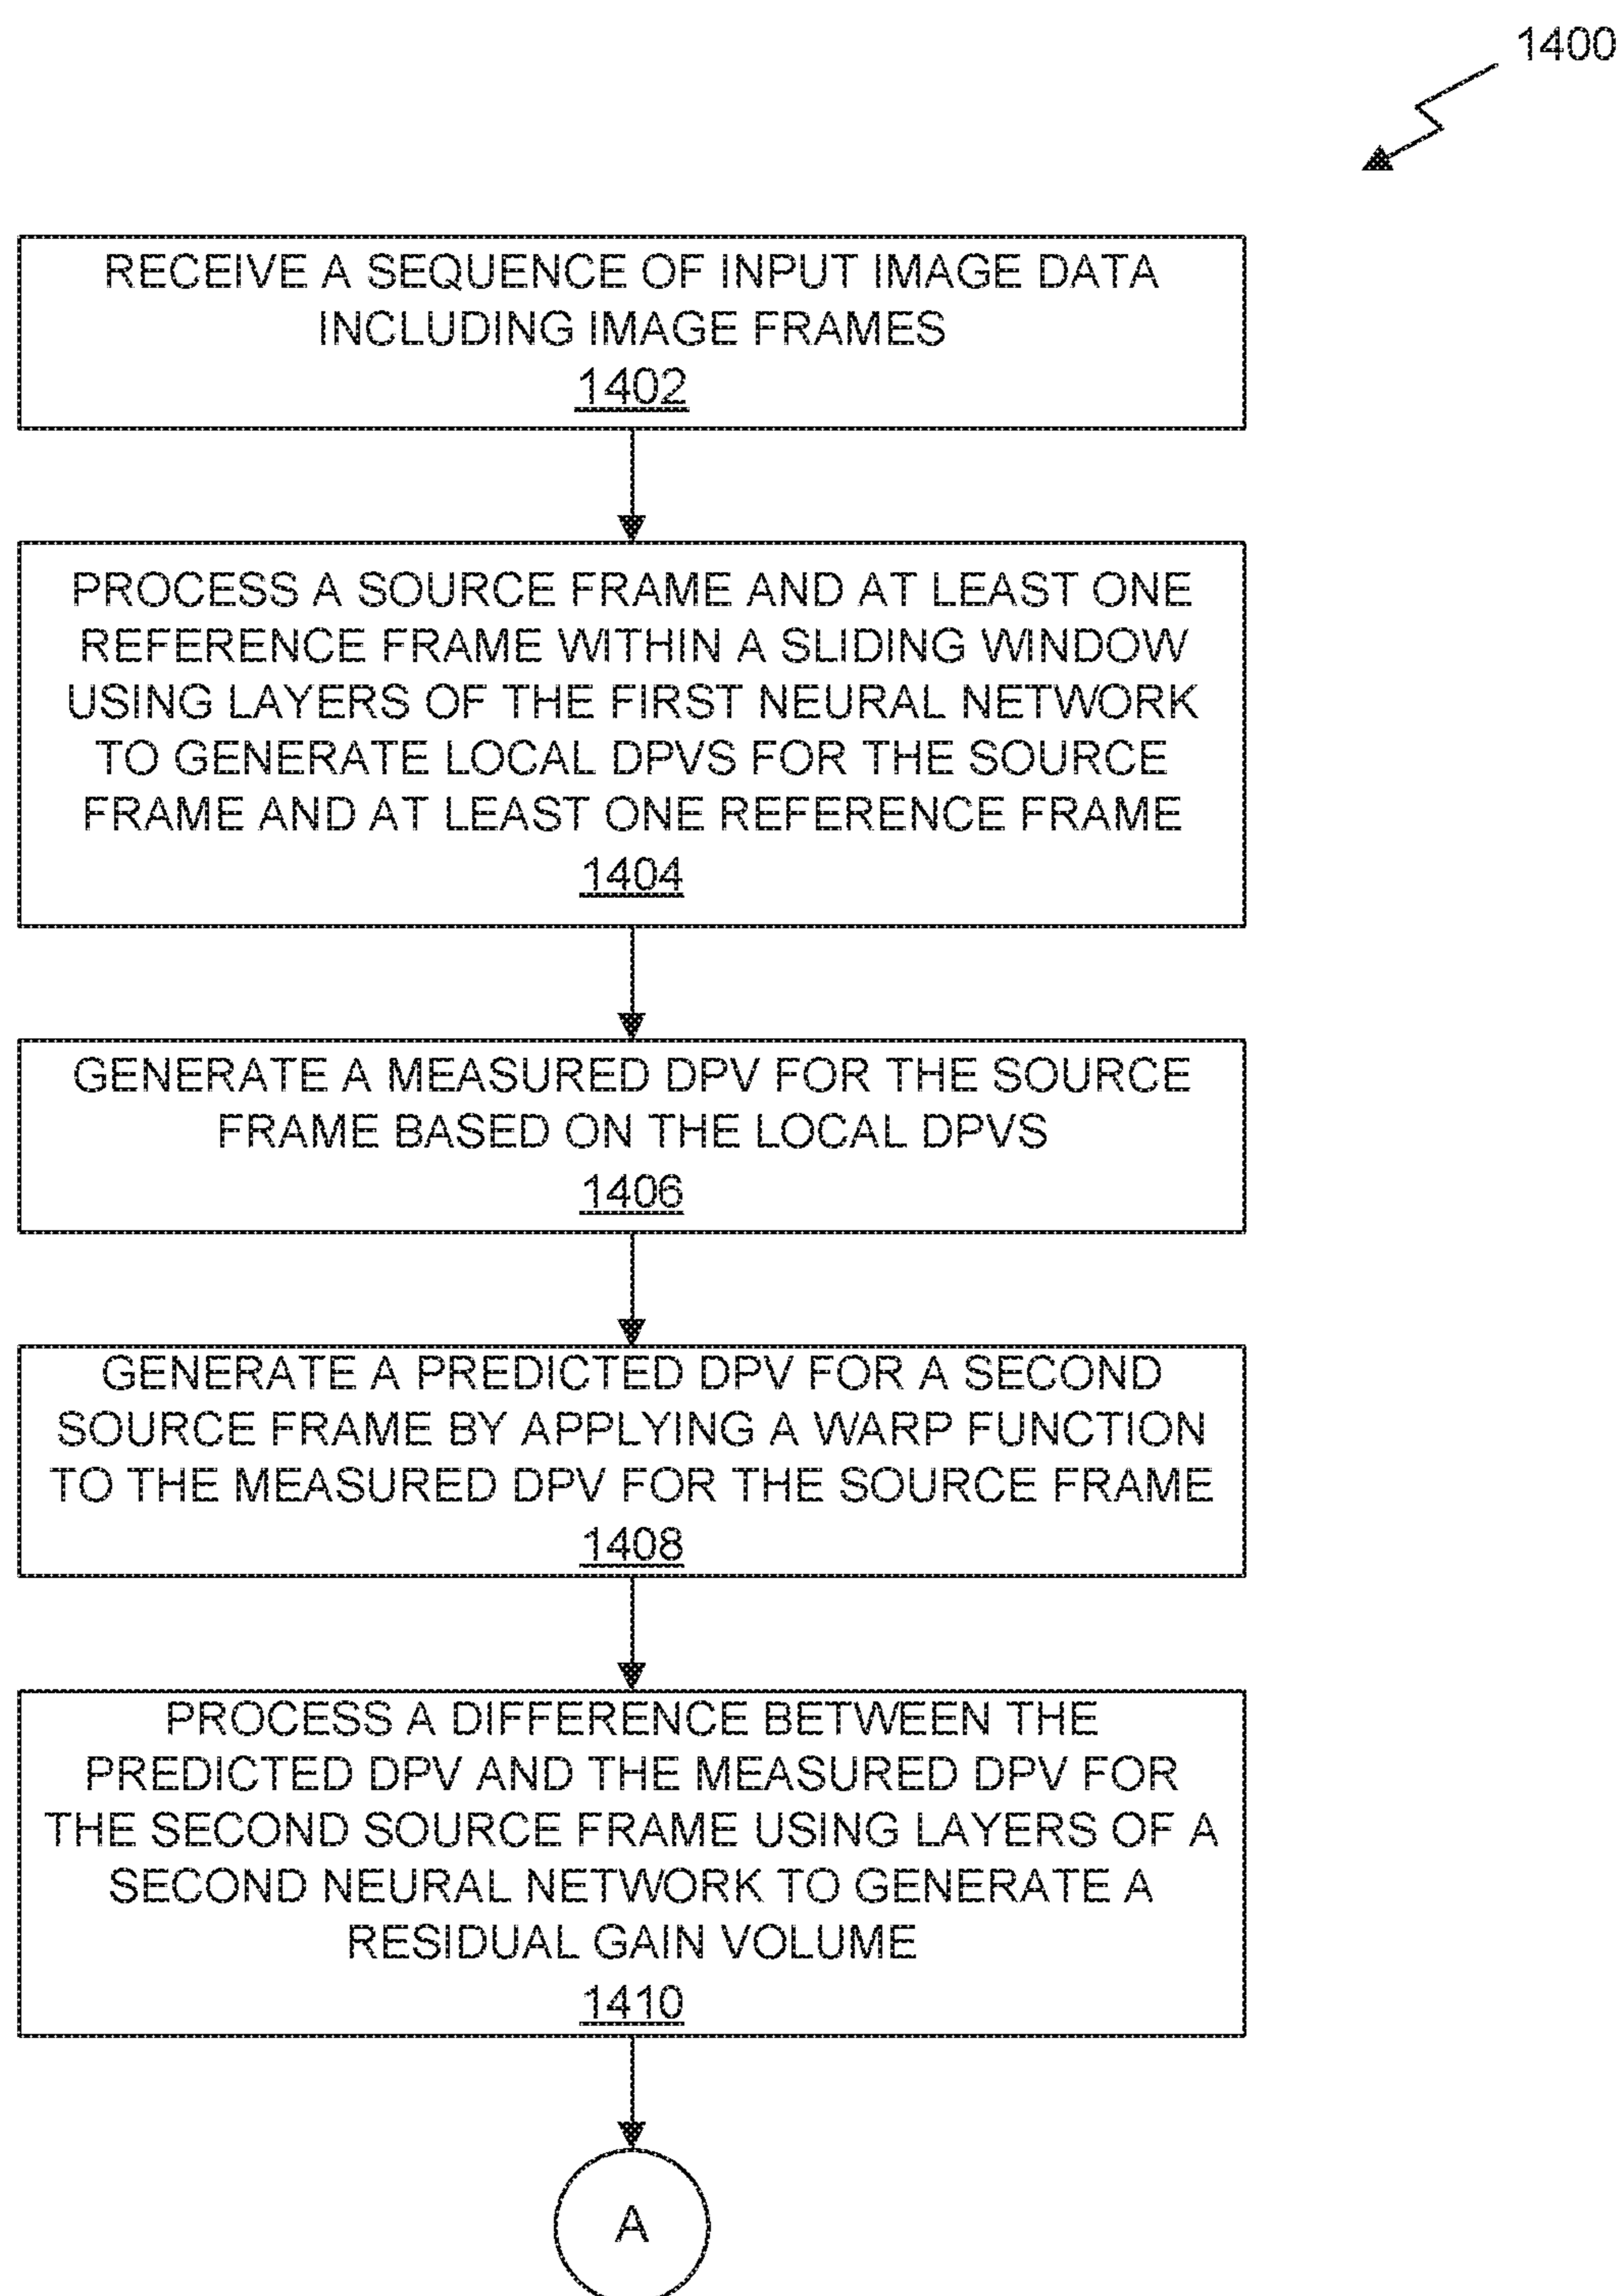 1400
RECEIVE A SEQUENCE OF INPUT IMAGE DATA
INCLUDING IMAGE FRAMES
1402
PROCESS A SOURCE FRAME AND AT LEAST ONE
REFERENCE FRAME WITHIN A SLIDING WINDOW
USING LAYERS OF THE FIRST NEURAL NETWORK
TO GENERATE LOCAL DPVS FOR THE SOURCE
FRAME AND AT LEAST ONE REFERENCE FRAME
1404
GENERATE A MEASURED DPV FOR THE SOURCE
FRAME BASED ON THE LOCAL DPVS
1406
GENERATE A PREDICTED DPV FOR A SECOND
SOURCE FRAME BY APPLYING A WARP FUNCTION
TO THE MEASURED DPV FOR THE SOURCE FRAME
1408
PROCESS A DIFFERENCE BETWEEN THE
PREDICTED DPV AND THE MEASURED DPV FOR
THE SECOND SOURCE FRAME USING LAYERS OF A
SECOND NEURAL NETWORK TO GENERATE A
RESIDUAL GAIN VOLUME
1410
A